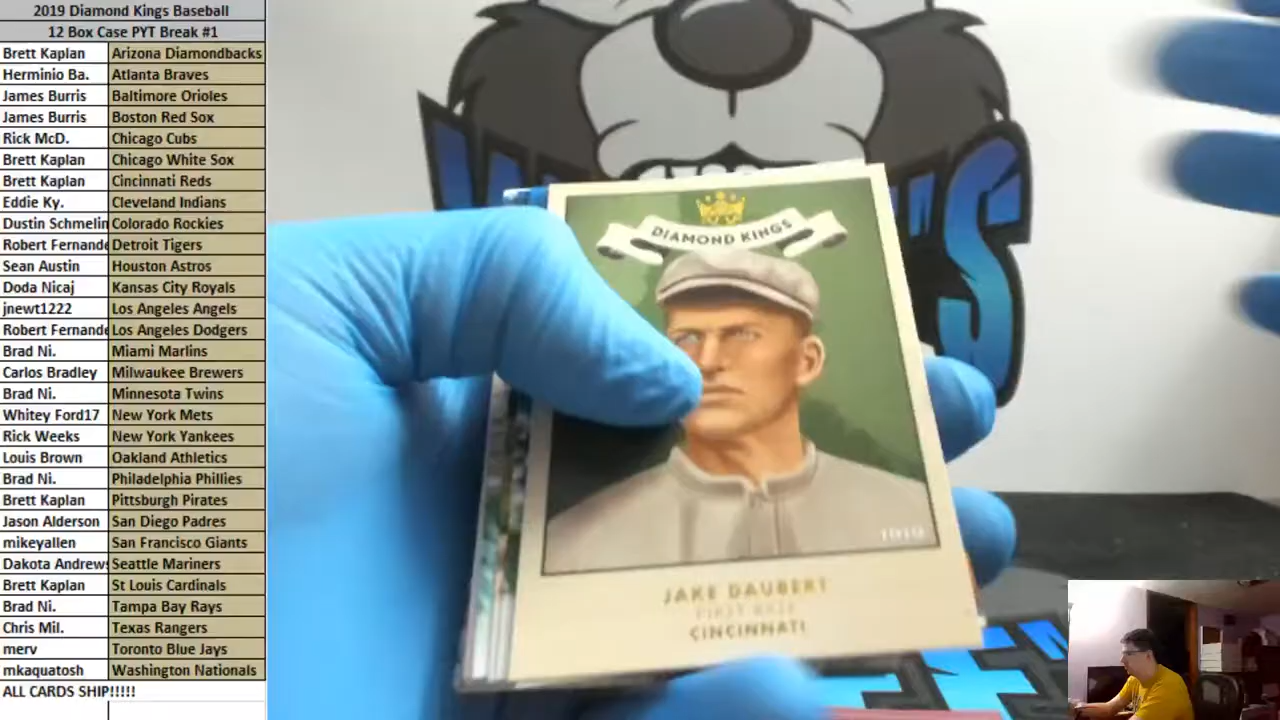 2019 Diamond Kings Baseball
12 Box Case PYT Break #1
Brett Kaplan Arizona Diamondbacks
Herminio Ba. Atlanta Braves
James Burris Baltimore Orioles
James Burris Boston Red Sox
Rick McD. Chicago Cubs
Brett Kaplan Chicago White Sox
Brett Kaplan Cincinnati Reds
Eddie Ky. Cleveland Indians
Dustin Schmelin Colorado Rockies
Robert Fernande Detroit Tigers
Sean Austin Houston Astros
Doda Nicaj Kansas City Royals
jnewt1222 Los Angeles Angels
Robert Fernande Los Angeles Dodgers
Brad Ni. Miami Marlins
Carlos Bradley Milwaukee Brewers
Brad Ni. Minnesota Twins
Whitey Ford17 New York Mets
Rick Weeks New York Yankees
Louis Brown Oakland Athletics
Brad Ni. Philadelphia Phillies
Brett Kaplan Pittsburgh Pirates
Jason Alderson San Diego Padres
mikeyallen San Francisco Giants
Dakota Andrews Seattle Mariners
Brett Kaplan St Louis Cardinals
Brad Ni. Tampa Bay Rays
Chris Mil. Texas Rangers
merv Toronto Blue Jays
mkaquatosh Washington Nationals
ALL CARDS SHIP!!!!!
DIAMOND KINGS
1919
JAKE DAUBERT
FIRST BASE
CINCINNATI